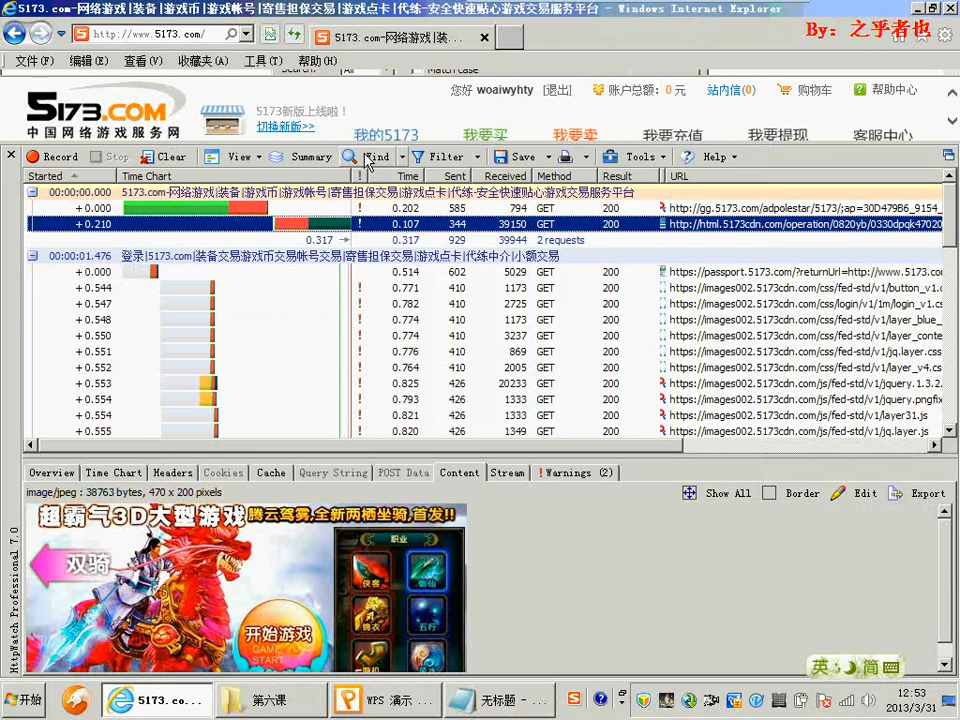 5173.com-网络游戏|装备|游戏币|游戏帐号|寄售担保交易|游戏点卡|代练-安全快速贴心游戏交易服务平台 - Windows Internet Explorer
By: 之乎者也
http://www.5173.com/
5173.com-网络游戏|装...
文件(F) 编辑(E) 查看(V) 收藏夹(A) 工具(T) 帮助(H)
Match case
5173.COM
中国网络游戏服务网
5173新版上线啦！
切换新版>>
您好 woaiwyhty [退出] 账户总额：0 元 站内信(0) 购物车 帮助中心
我的5173 我要买 我要卖 我要充值 我要提现 客服中心
Record Stop Clear View Summary Find Filter Save Tools Help
Started Time Chart ! Time Sent Received Method Result URL
00:00:00.000 5173.com-网络游戏|装备|游戏币|游戏帐号|寄售担保交易|游戏点卡|代练-安全快速贴心游戏交易服务平台
+ 0.000 ! 0.202 585 794 GET 200 http://gg.5173.com/adpolestar/5173/;ap=30D479B6_9154_
+ 0.210 ! 0.107 344 39150 GET 200 http://html.5173cdn.com/operation/0820yb/0330dpqk47020
0.317 0.317 929 39944 2 requests
00:00:01.476 登录|5173.com|装备交易游戏币交易帐号交易|寄售担保交易|游戏点卡|代练中介|小额交易
+ 0.000 0.514 602 5029 GET 200 https://passport.5173.com/?returnUrl=http://www.5173.co
+ 0.544 ! 0.771 410 1173 GET 200 https://images002.5173cdn.com/css/fed-std/v1/button_v1.c
+ 0.547 ! 0.782 410 2725 GET 200 https://images002.5173cdn.com/css/login/v1/1m/login_v1.cs
+ 0.548 ! 0.774 410 1173 GET 200 https://images002.5173cdn.com/css/fed-std/v1/layer_blue_
+ 0.550 ! 0.774 410 3237 GET 200 https://images002.5173cdn.com/css/fed-std/v1/layer_conte
+ 0.551 ! 0.776 410 869 GET 200 https://images002.5173cdn.com/css/fed-std/v1/jq.layer.css
+ 0.552 ! 0.764 410 2005 GET 200 https://images002.5173cdn.com/css/fed-std/v1/layer_v4.cs
+ 0.553 ! 0.825 426 20233 GET 200 https://images002.5173cdn.com/js/fed-std/v1/jquery.1.3.2.
+ 0.554 ! 0.793 426 1333 GET 200 https://images002.5173cdn.com/js/fed-std/v1/jquery.pngfix
+ 0.554 ! 0.821 426 1333 GET 200 https://images002.5173cdn.com/js/fed-std/v1/layer31.js
+ 0.555 ! 0.820 426 1349 GET 200 https://images002.5173cdn.com/js/fed-std/v1/jq.layer.js
Overview Time Chart Headers Cookies Cache Query String POST Data Content Stream ! Warnings (2)
image/jpeg : 38763 bytes, 470 x 200 pixels
Show All Border Edit Export
超霸气3D大型游戏 腾云驾雾,全新两栖坐骑,首发!!
职业
双骑
侠客
五行
开始游戏
GAME
START
HttpWatch Professional 7.0
英 简
开始 5173.co... 第六课 WPS 演示 ... 无标题 - ...
12:53
2013/3/31